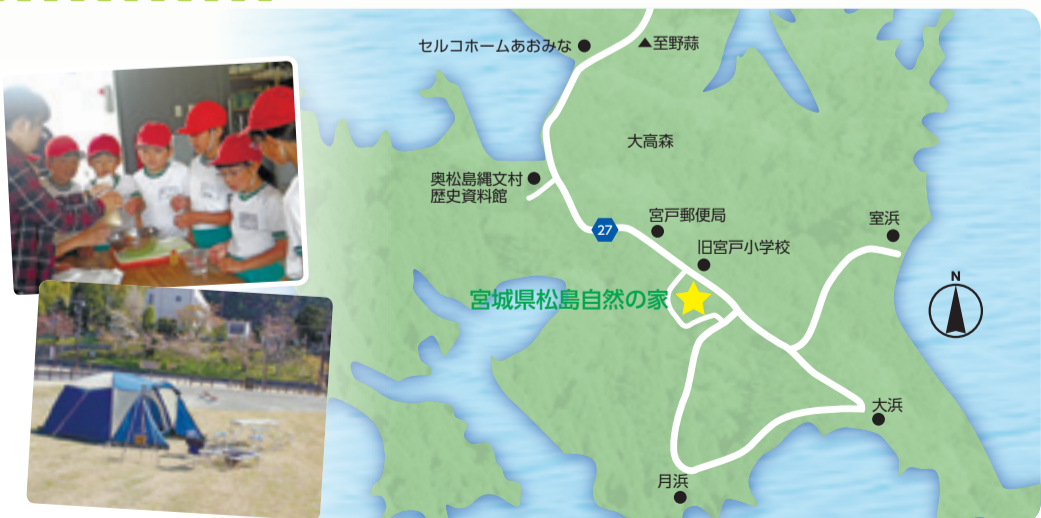 セルコホームあおみな
▲至野蒜
大高森
奥松島縄文村
歴史資料館
宮戸郵便局
27
旧宮戸小学校
室浜
宮城県松島自然の家
N
大浜
月浜